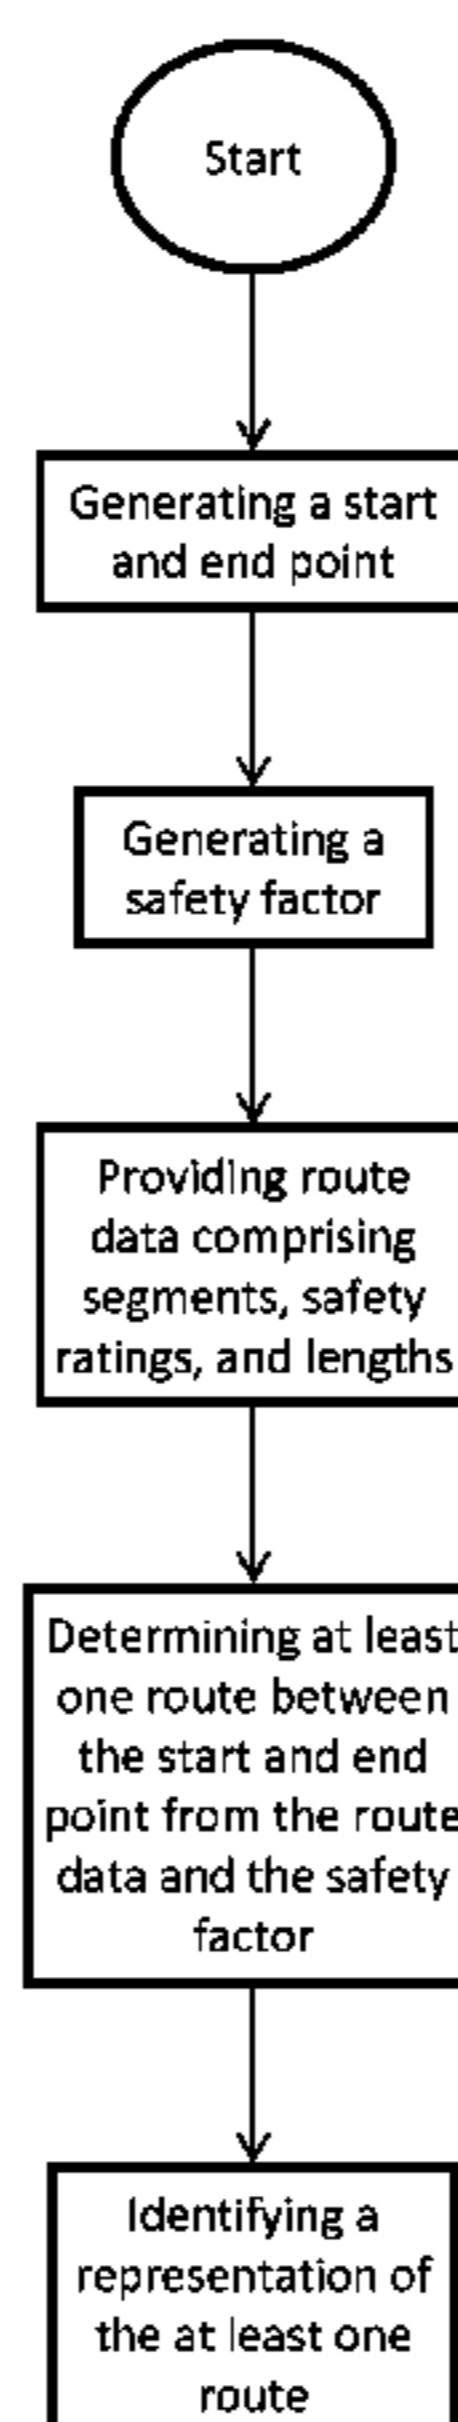 Start
Generating a start
and end point
Generating a
safety factor
Providing route
data comprising
segments, safety
ratings, and lengths
Determining at least
one route between
the start and end
point from the route
data and the safety
factor
Identifying a
representation of
the at least one
route